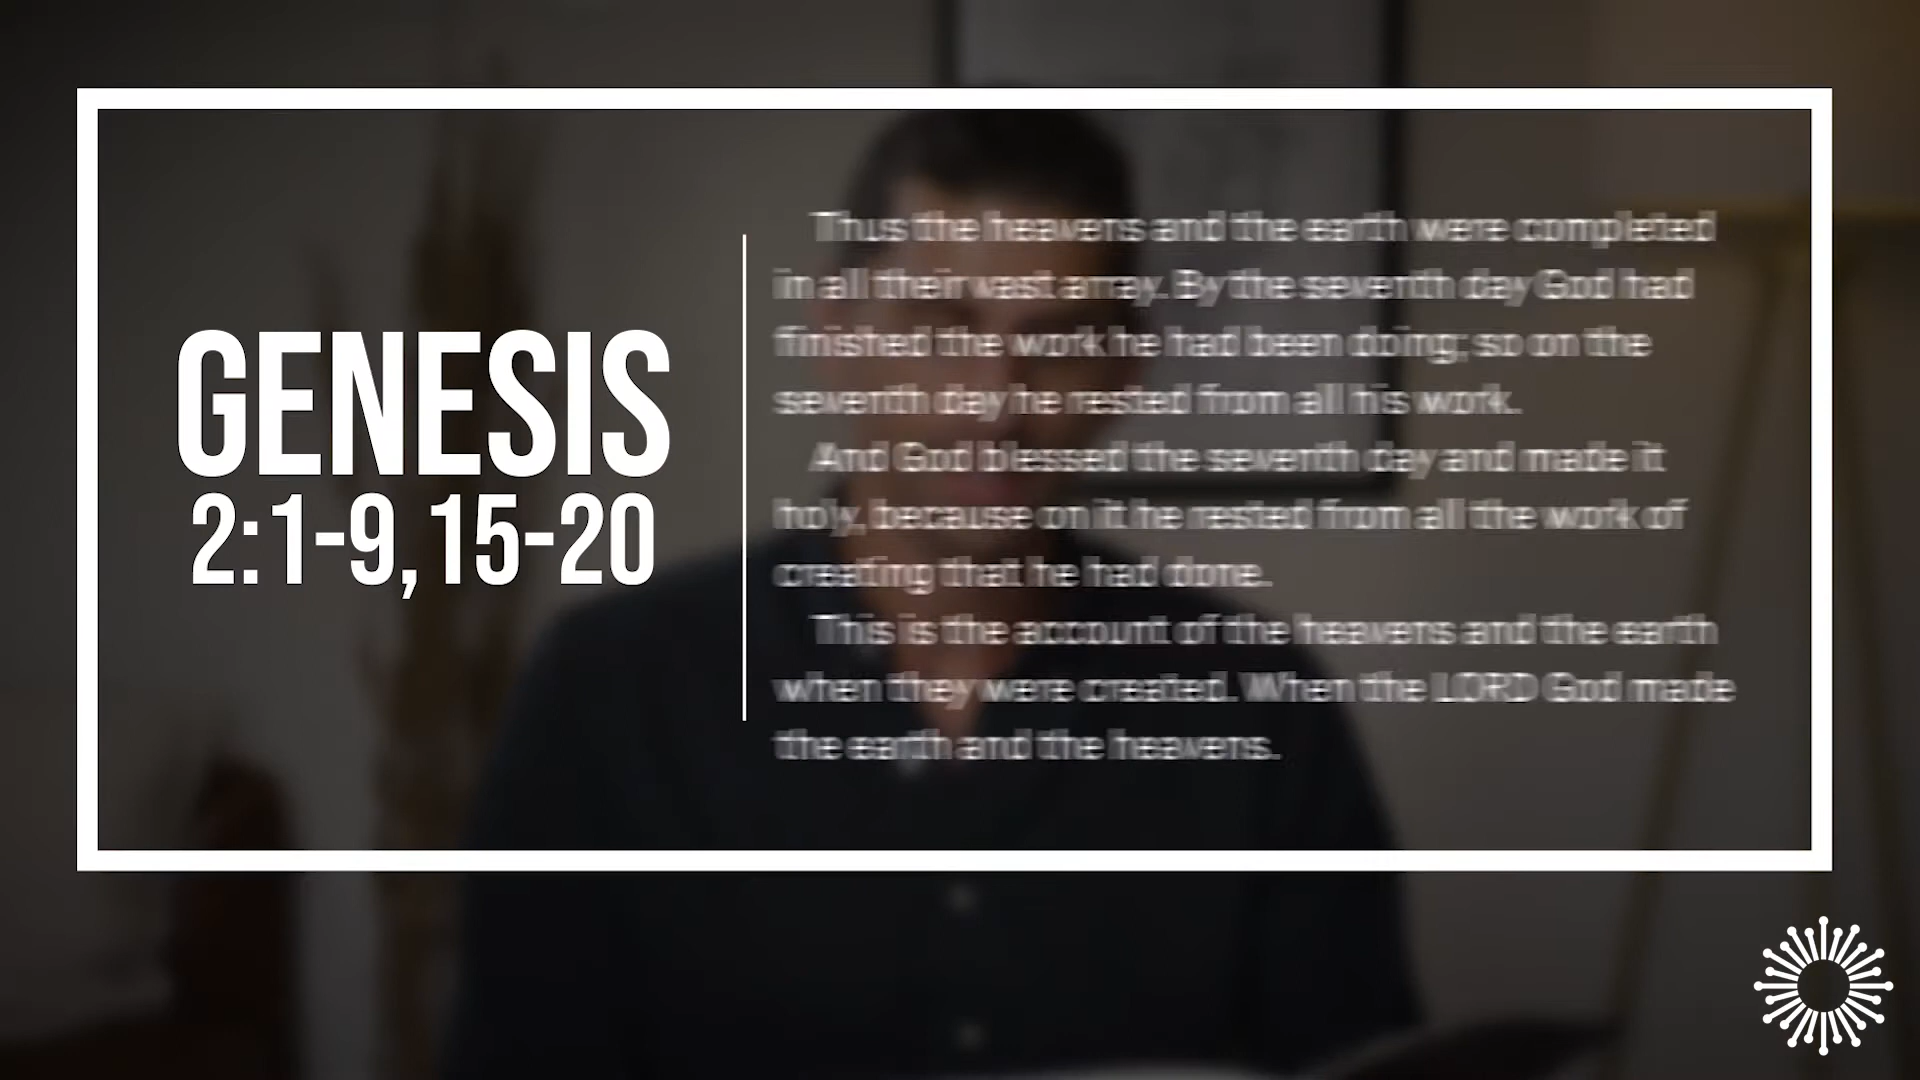 GENESIS
2:1-9, 15-20
Thus the heavens and the earth were completed
in all their vast array. By the seventh day God had
finished the work he had been doing; so on the
seventh day he rested from all his work.
And God blessed the seventh day and made it
holy, because on it he rested from all the work of
creating that he had done.
This is the account of the heavens and the earth
when they were created. When the LORD God made
the earth and the heavens.